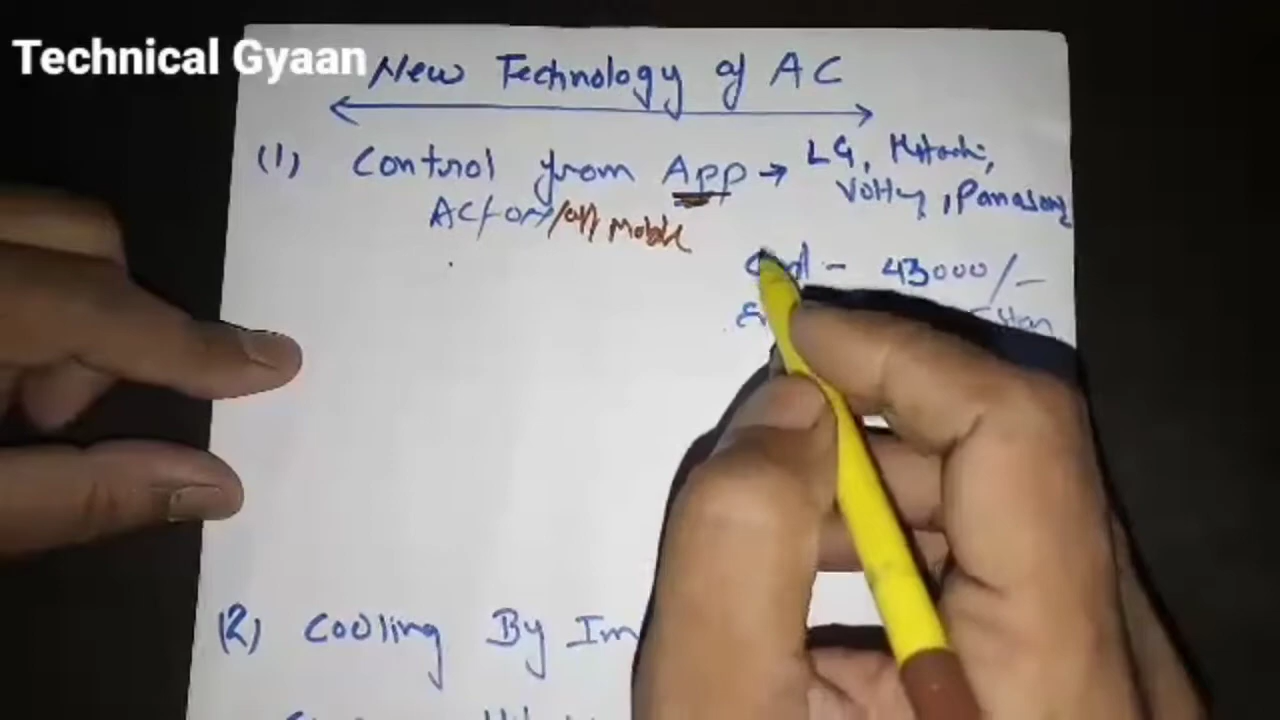 Technical Gyaan
New Technology of AC
(1) Control from App → LG, Hitachi,
Voltas, Panasonic
AC/on/off Mobile
- 43000/-
(2) Cooling By Im